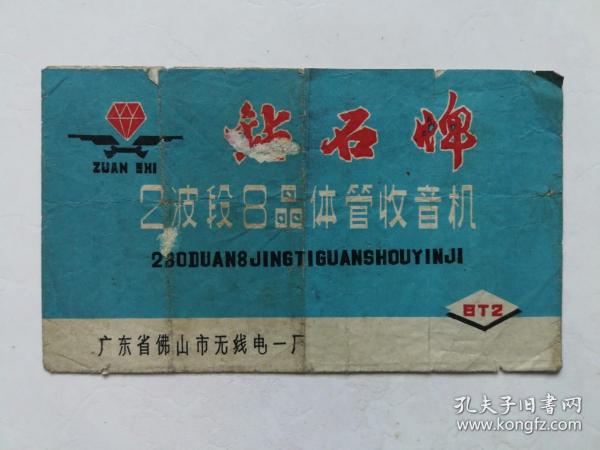 ZUAN SHI
钻石牌
2波段8晶体管收音机
2BODUAN8JINGTIGUANSHOUYINJI
8T2
广东省佛山市无线电一厂
孔夫子旧书网
www.kongfz.com